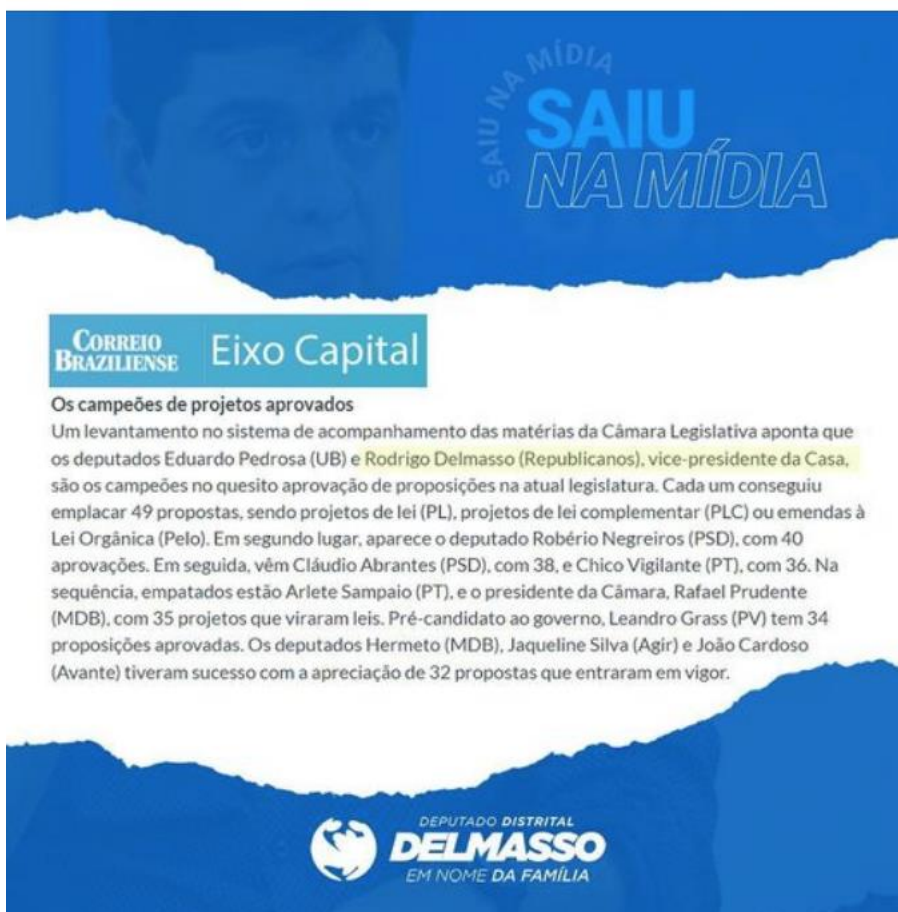 SAIU NA MÍDIA
SAIU
NA MÍDIA
CORREIO
BRAZILIENSE
Eixo Capital
Os campeões de projetos aprovados
Um levantamento no sistema de acompanhamento das matérias da Câmara Legislativa aponta que
os deputados Eduardo Pedrosa (UB) e Rodrigo Delmasso (Republicanos), vice-presidente da Casa,
são os campeões no quesito aprovação de proposições na atual legislatura. Cada um conseguiu
emplacar 49 propostas, sendo projetos de lei (PL), projetos de lei complementar (PLC) ou emendas à
Lei Orgânica (Pelo). Em segundo lugar, aparece o deputado Robério Negreiros (PSD), com 40
aprovações. Em seguida, vêm Cláudio Abrantes (PSD), com 38, e Chico Vigilante (PT), com 36. Na
sequência, empatados estão Arlete Sampaio (PT), e o presidente da Câmara, Rafael Prudente
(MDB), com 35 projetos que viraram leis. Pré-candidato ao governo, Leandro Grass (PV) tem 34
proposições aprovadas. Os deputados Hermeto (MDB), Jaqueline Silva (Agir) e João Cardoso
(Avante) tiveram sucesso com a apreciação de 32 propostas que entraram em vigor.
DEPUTADO DISTRITAL
DELMASSO
EM NOME DA FAMÍLIA